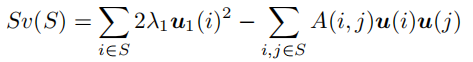 Sv(S) = ∑_{i∈S} 2λ₁u₁(i)² − ∑_{i,j∈S} A(i,j)u(i)u(j)